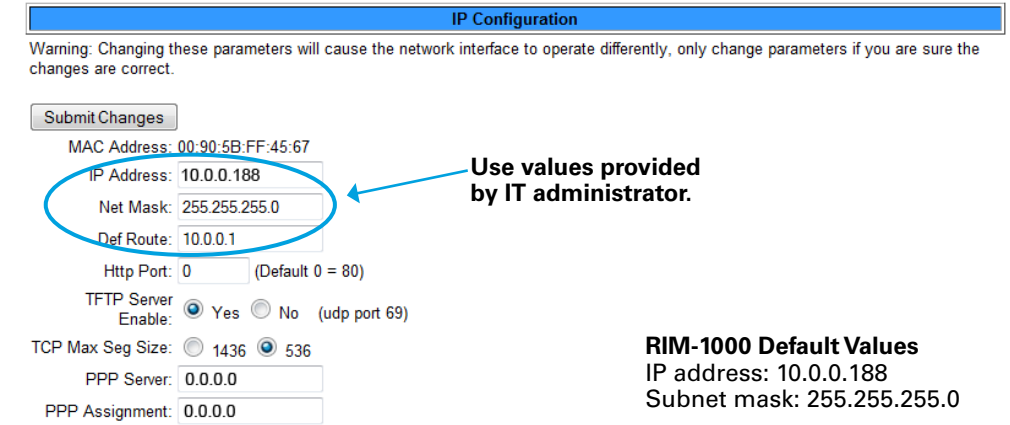 IP Configuration
Warning: Changing these parameters will cause the network interface to operate differently, only change parameters if you are sure the
changes are correct.
Submit Changes
MAC Address: 00:90:5B:FF:45:67
IP Address: 10.0.0.188
Net Mask: 255.255.255.0
Def Route: 10.0.0.1
Use values provided
by IT administrator.
Http Port: 0 (Default 0 = 80)
TFTP Server
Enable: Yes No (udp port 69)
TCP Max Seg Size: 1436 536
PPP Server: 0.0.0.0
PPP Assignment: 0.0.0.0
RIM-1000 Default Values
IP address: 10.0.0.188
Subnet mask: 255.255.255.0